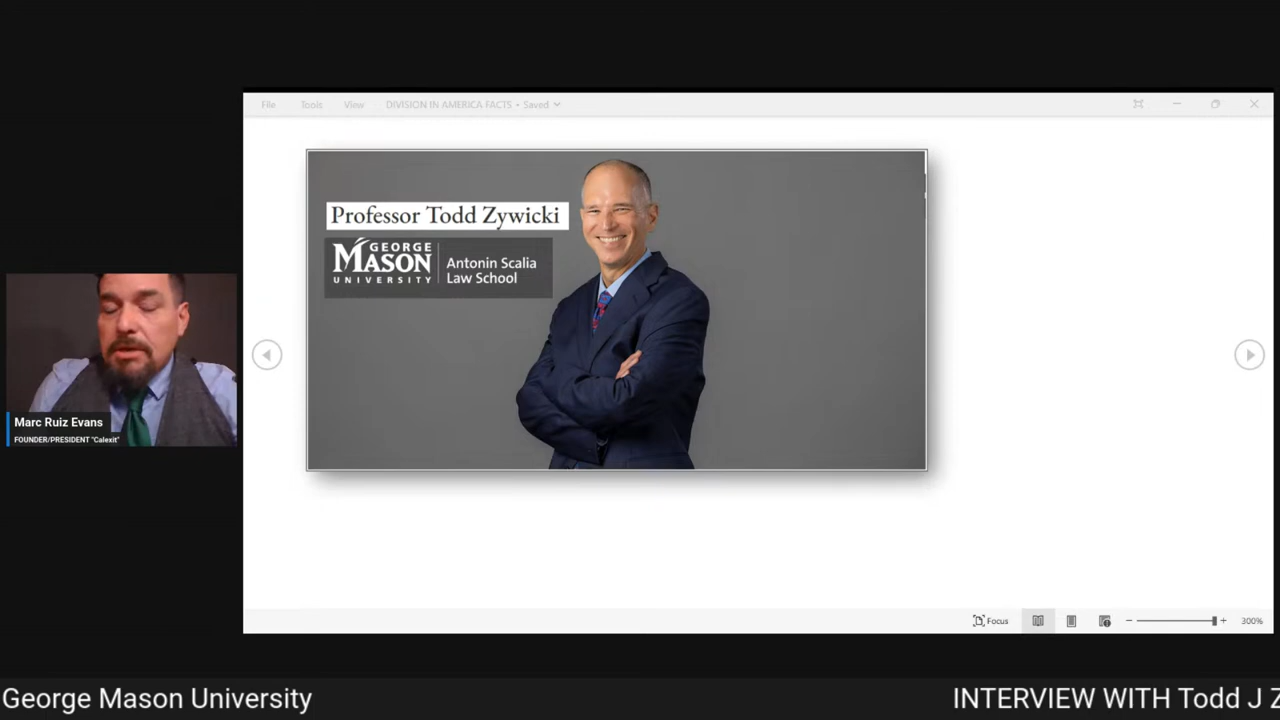 File Tools View DIVISION IN AMERICA FACTS • Saved
Professor Todd Zywicki
GEORGE
MASON
UNIVERSITY
Antonin Scalia
Law School
Marc Ruiz Evans
FOUNDER/PRESIDENT "Calexit"
Focus
300%
George Mason University
INTERVIEW WITH Todd J Z